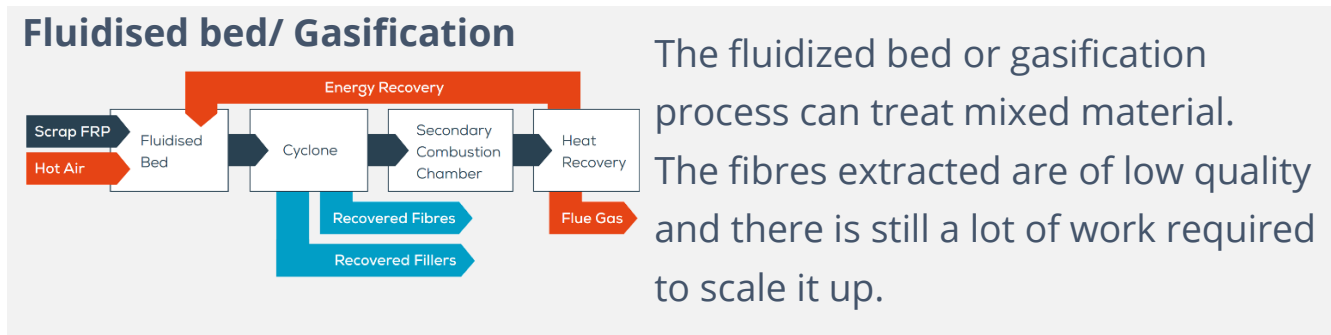 Fluidised bed/ Gasification
Energy Recovery
Scrap FRP
Hot Air
Fluidised
Bed
Cyclone
Secondary
Combustion
Chamber
Heat
Recovery
Recovered Fibres
Flue Gas
Recovered Fillers
The fluidized bed or gasification
process can treat mixed material.
The fibres extracted are of low quality
and there is still a lot of work required
to scale it up.